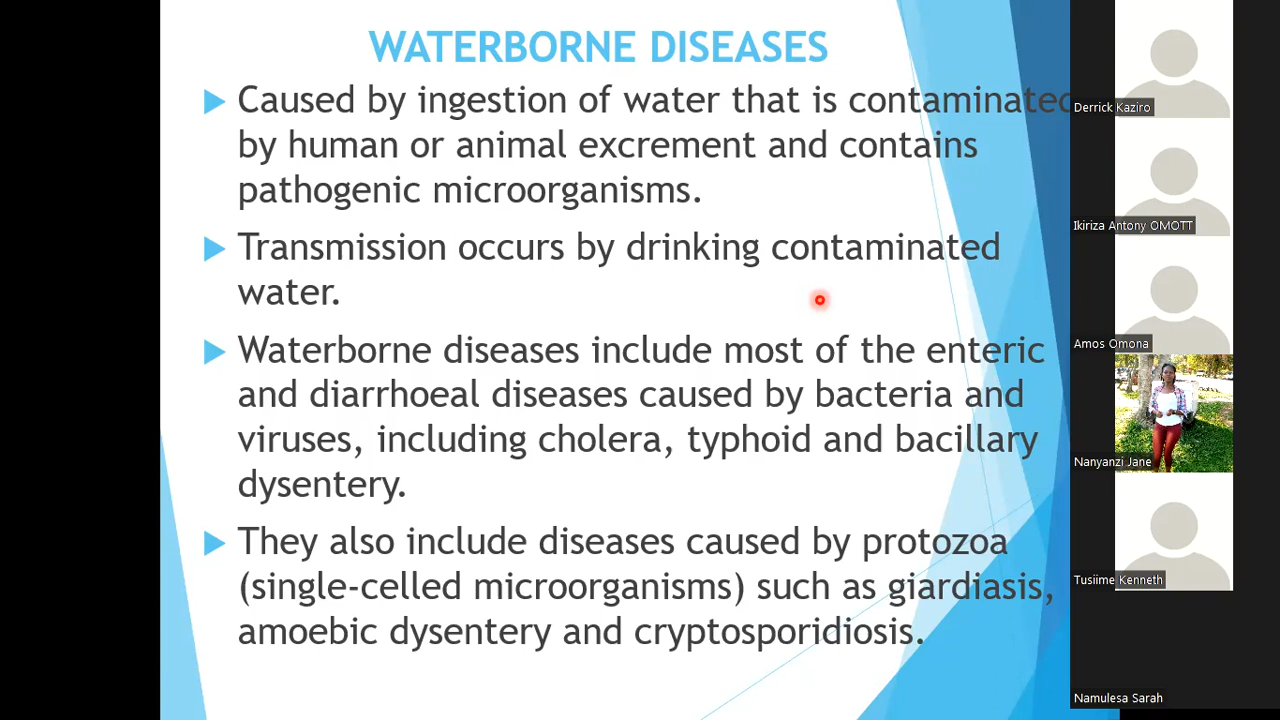 WATERBORNE DISEASES
Caused by ingestion of water that is contaminated
by human or animal excrement and contains
pathogenic microorganisms.
Transmission occurs by drinking contaminated
water.
Waterborne diseases include most of the enteric
and diarrhoeal diseases caused by bacteria and
viruses, including cholera, typhoid and bacillary
dysentery.
They also include diseases caused by protozoa
(single-celled microorganisms) such as giardiasis,
amoebic dysentery and cryptosporidiosis.
Derrick Kaziro
Ikiriza Antony OMOTT
Amos Omona
Nanyanzi Jane
Tusiime Kenneth
Namulesa Sarah